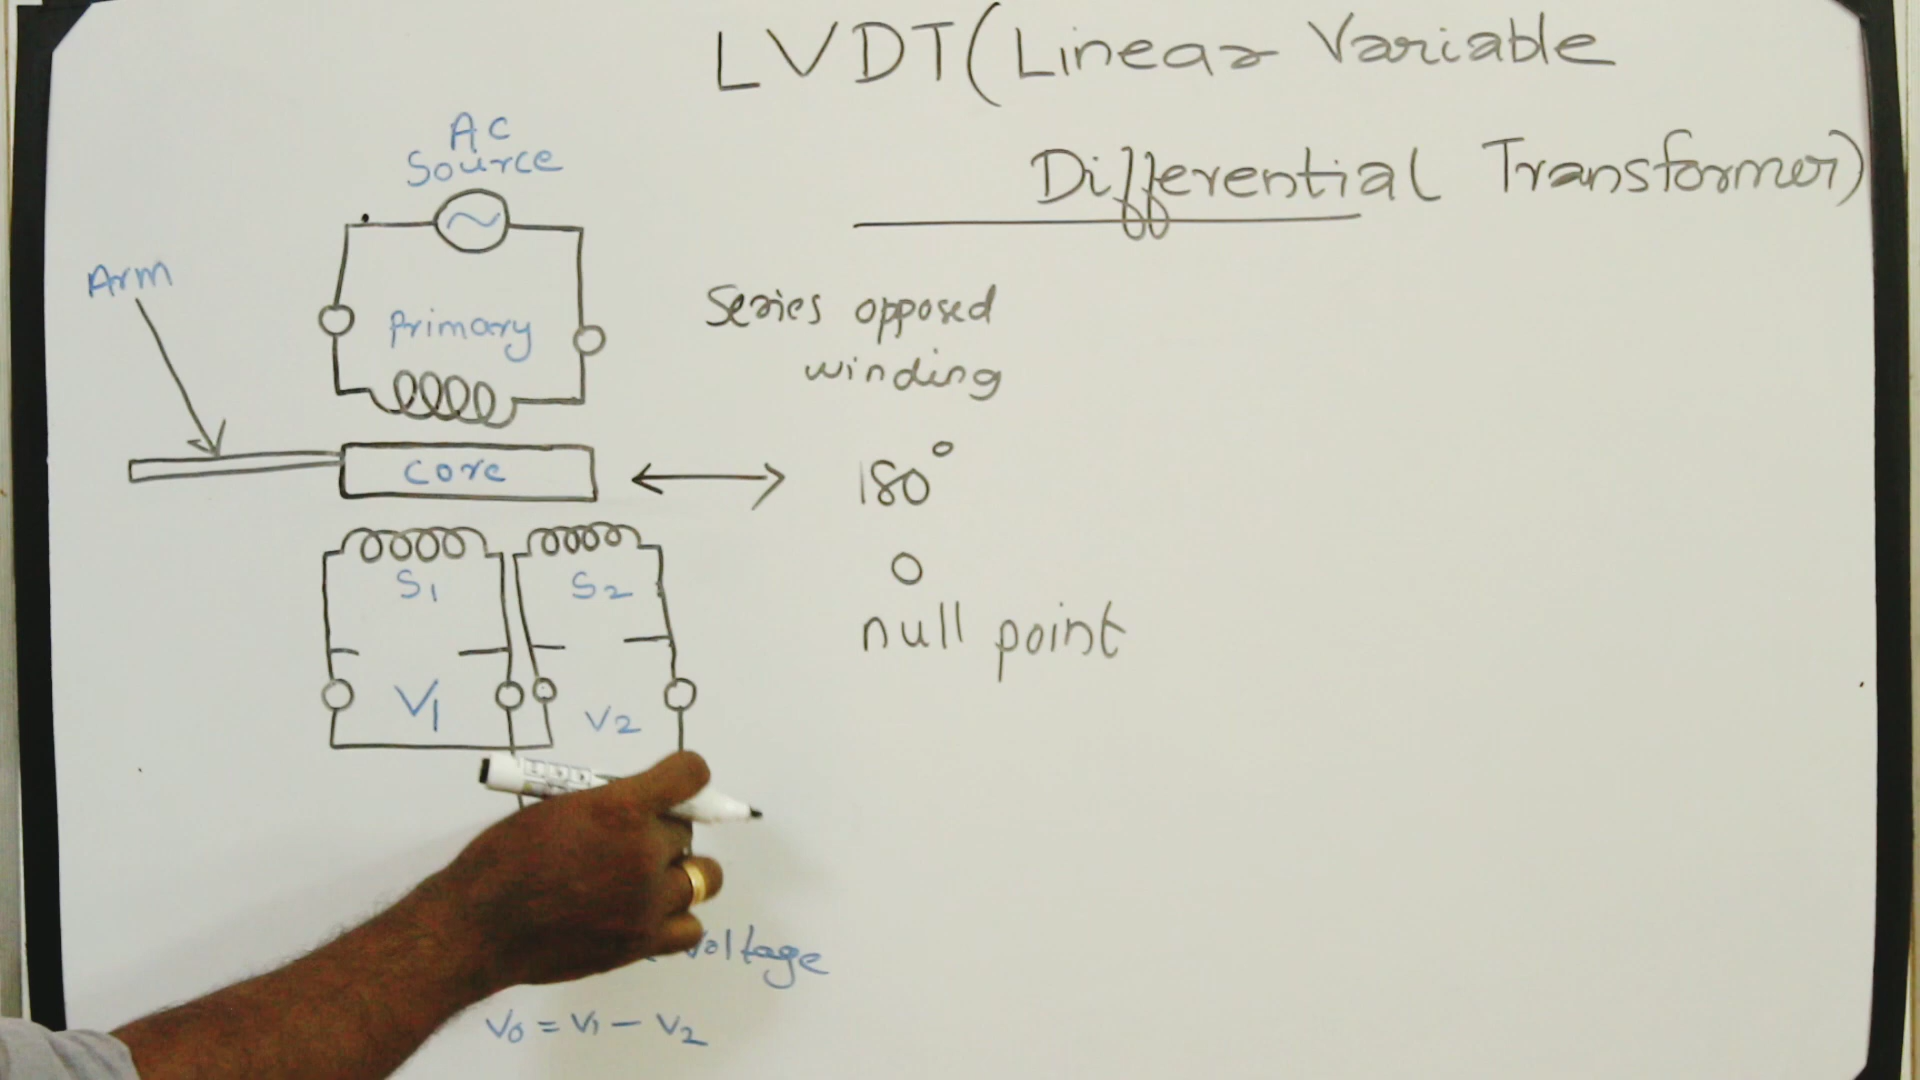 LVDT (Linear Variable
Differential Transformer)
AC
Source
Arm
Primary
Series opposed
winding
core
180°
S1
S2
0
null point
V1
V2
Voltage
V0 = V1 - V2